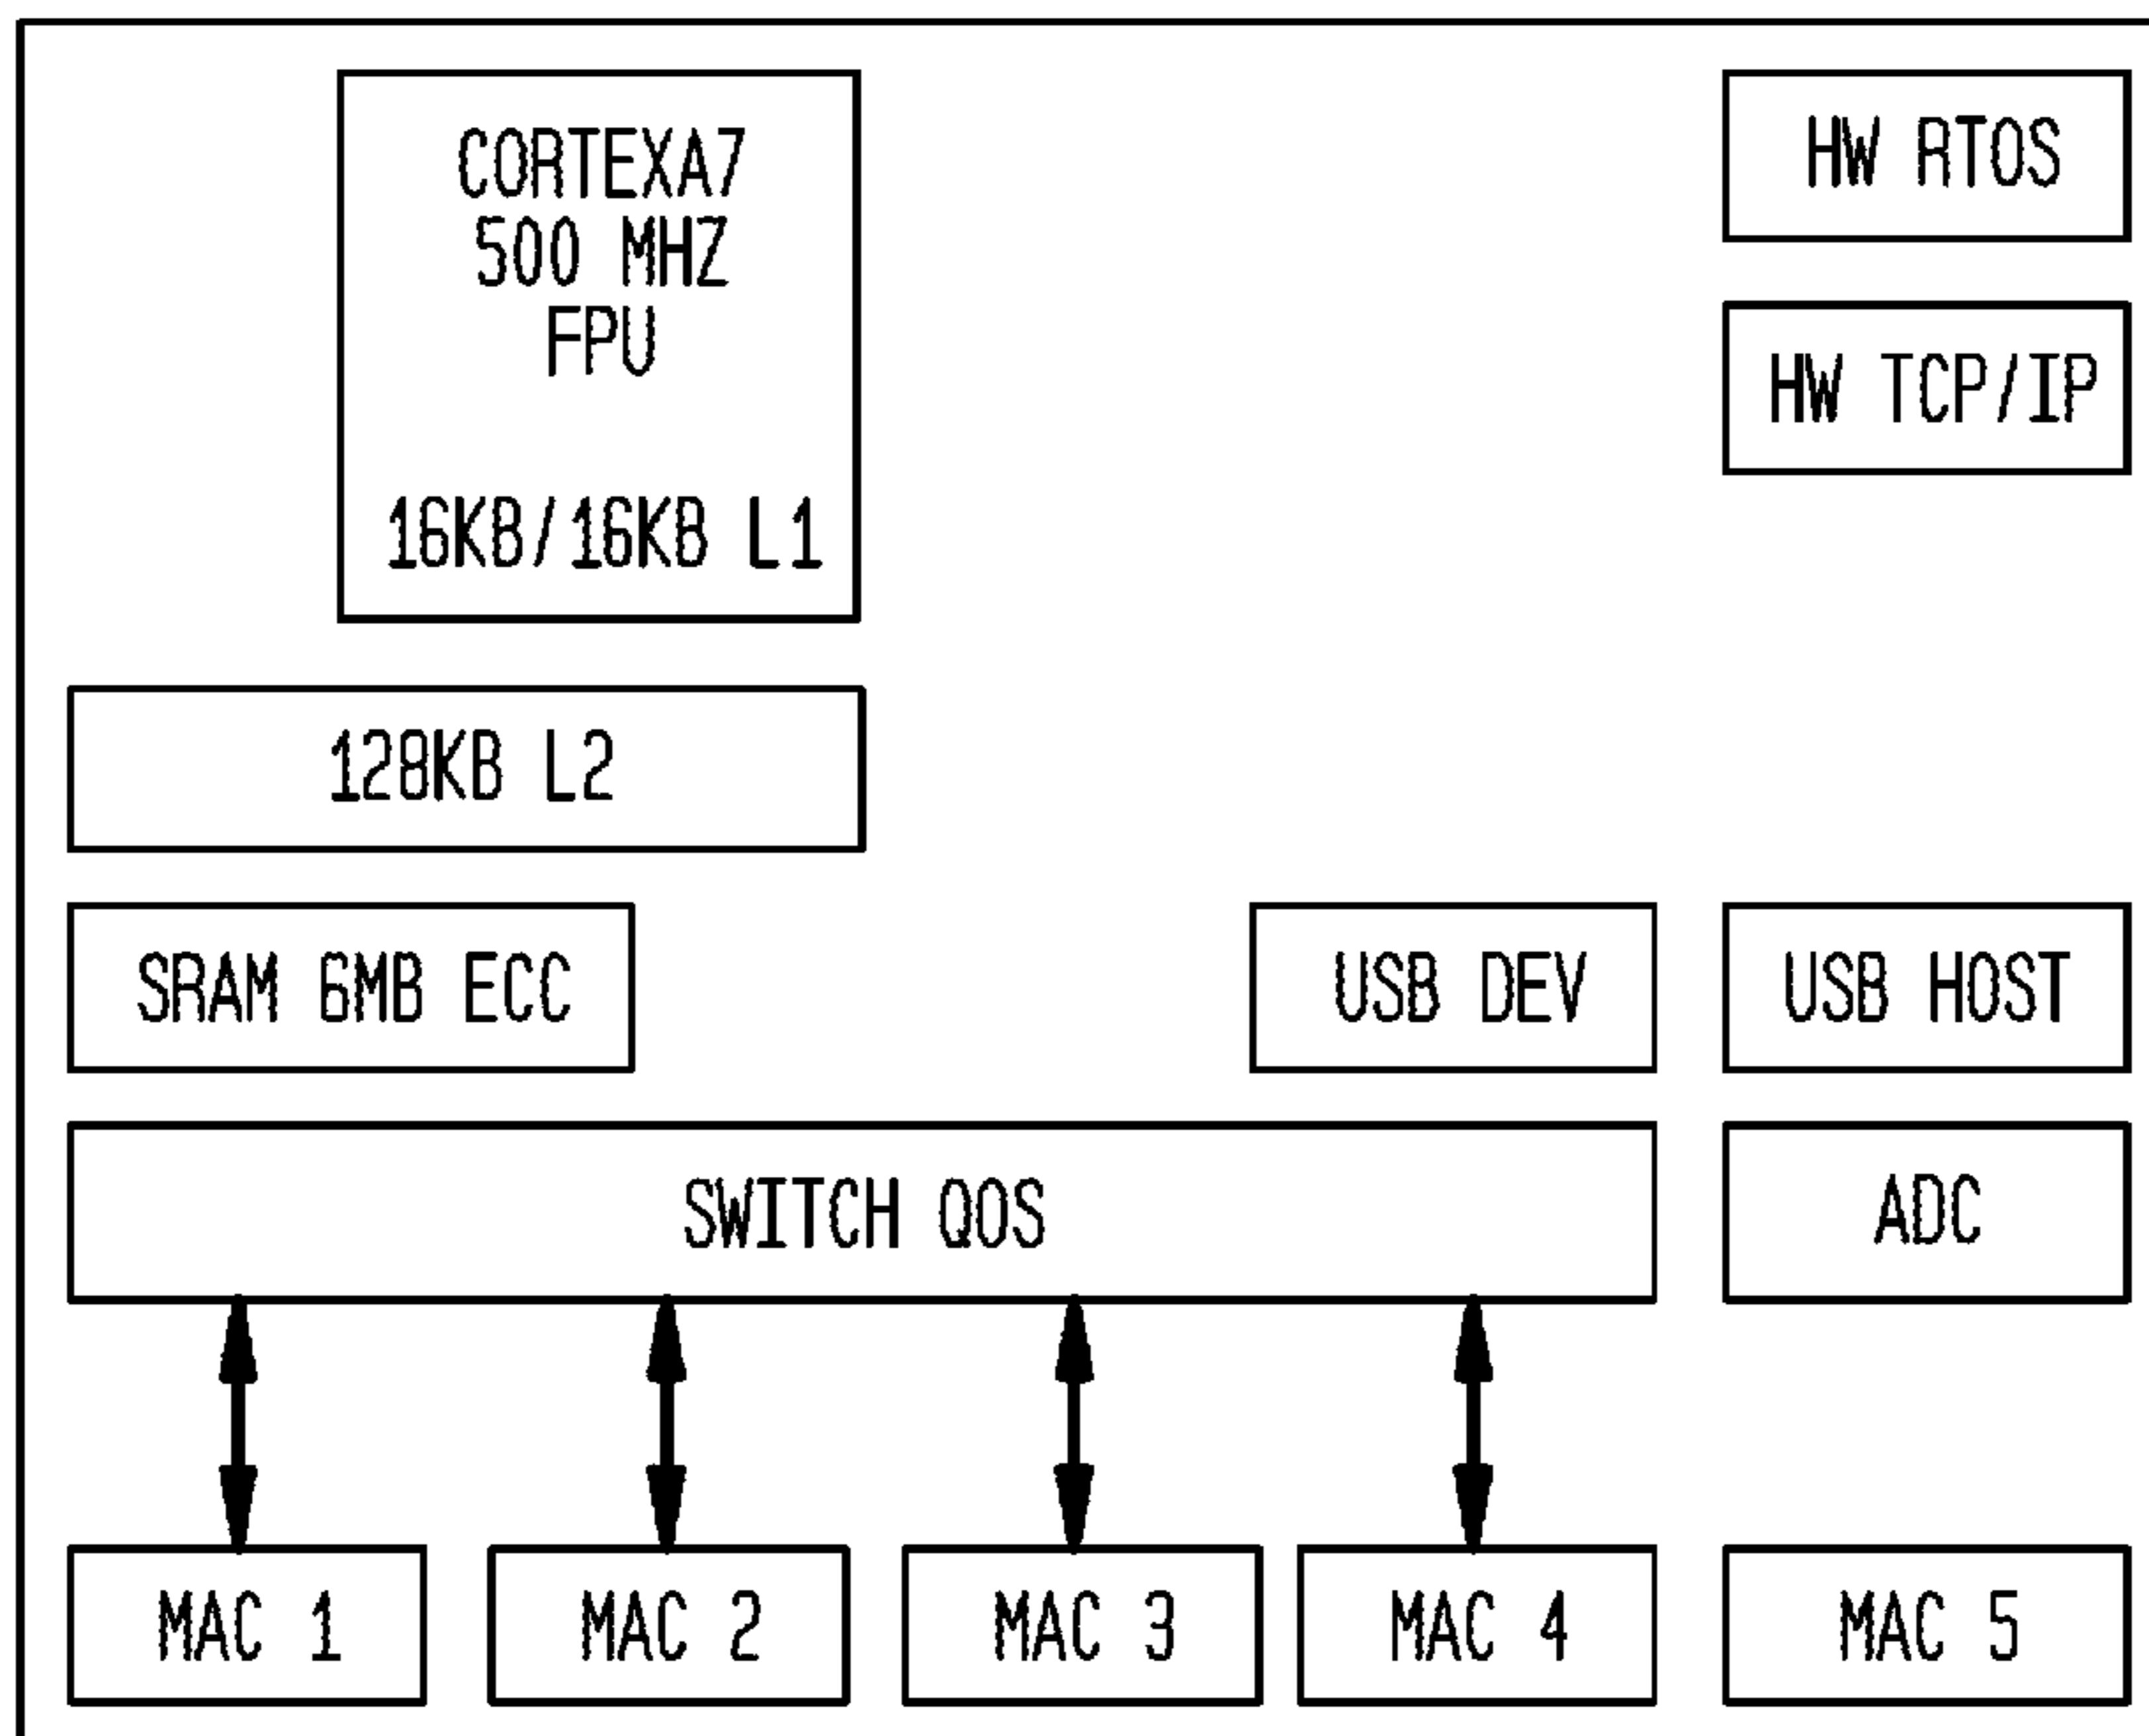 CORTEXA7
500 MHZ
FPU
16KB/16KB L1
HW RTOS
HW TCP/IP
128KB L2
SRAM 6MB ECC
USB DEV
USB HOST
SWITCH QOS
ADC
MAC 1
MAC 2
MAC 3
MAC 4
MAC 5